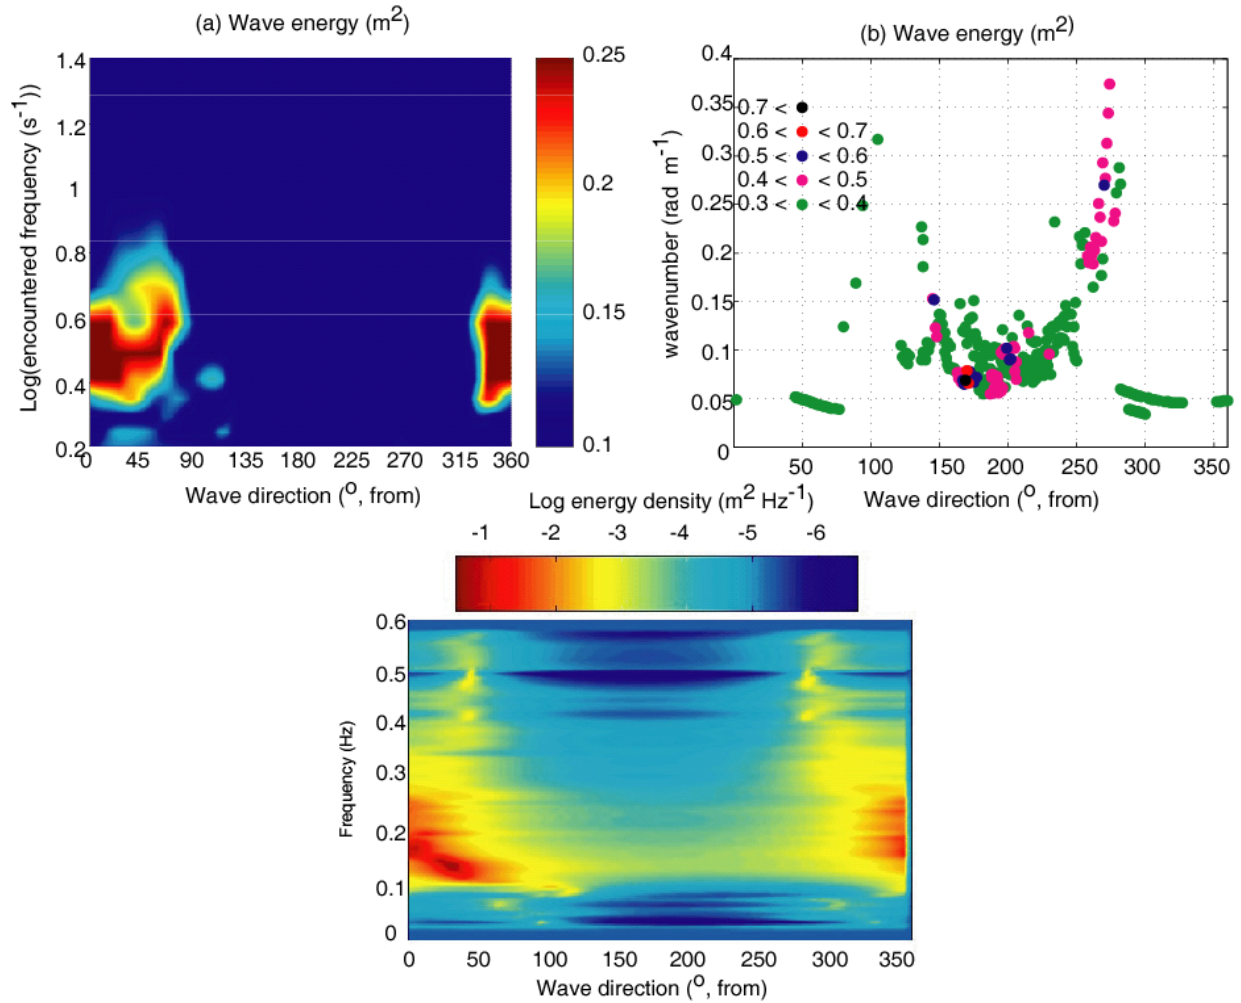 (a) Wave energy (m2)
1.4
1.2
1
0.8
0.6
0.4
0.2
Log(encountered frequency (s-1))
0 45 90 135 180 225 270 315 360
Wave direction (o, from)
0.25
0.2
0.15
0.1
(b) Wave energy (m2)
0.4
0.35
0.3
0.25
0.2
0.15
0.1
0.05
0
wavenumber (rad m-1)
0.7 <
0.6 < < 0.7
0.5 < < 0.6
0.4 < < 0.5
0.3 < < 0.4
50 100 150 200 250 300 350
Wave direction (o, from)
Log energy density (m2 Hz-1)
-1 -2 -3 -4 -5 -6
0.6
0.5
0.4
0.3
0.2
0.1
0
Frequency (Hz)
0 50 100 150 200 250 300 350
Wave direction (o, from)